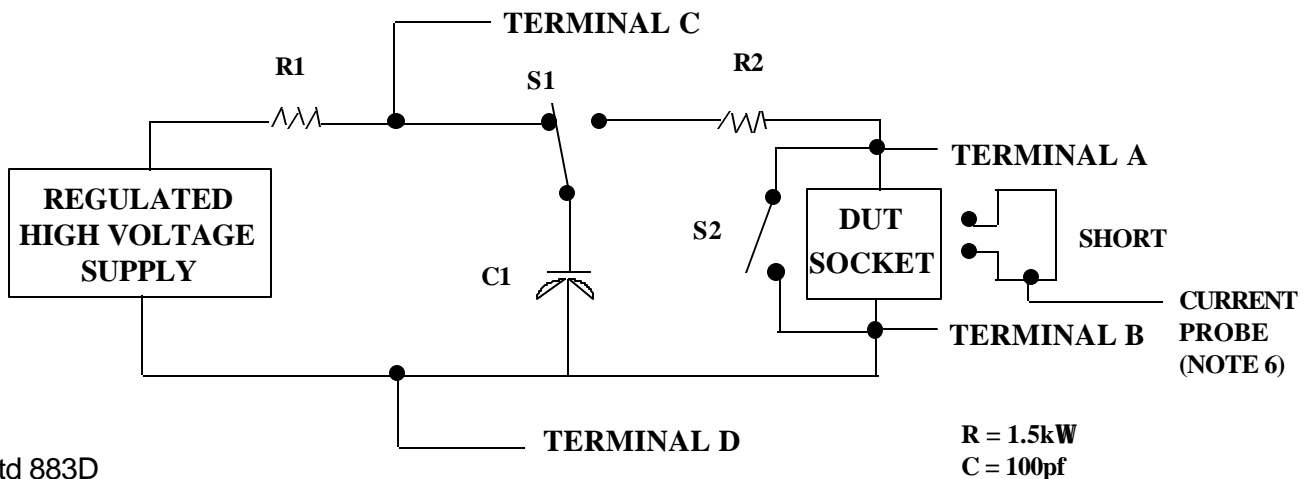 TERMINAL C
R1
S1
R2
TERMINAL A
REGULATED
HIGH VOLTAGE
SUPPLY
S2
DUT
SOCKET
SHORT
C1
CURRENT
PROBE
(NOTE 6)
TERMINAL B
TERMINAL D
R = 1.5kW
C = 100pf
td 883D